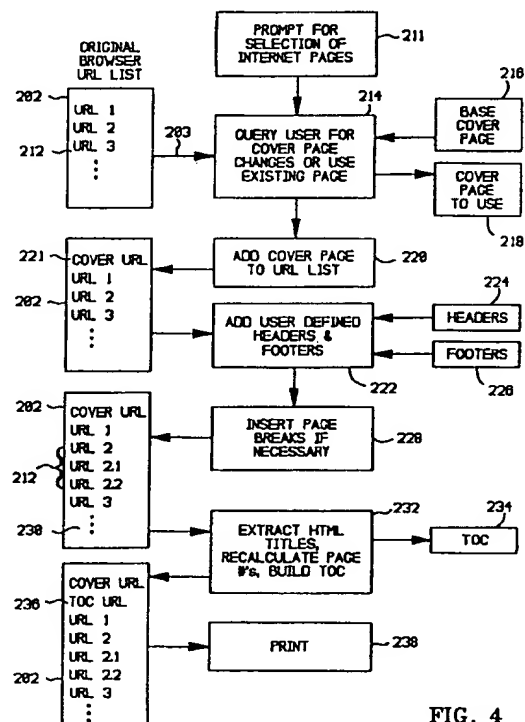 ORIGINAL
BROWSER
URL LIST
202
URL 1
URL 2
212
URL 3
203
PROMPT FOR
SELECTION OF
INTERNET PAGES
211
214
QUERY USER FOR
COVER PAGE
CHANGES OR USE
EXISTING PAGE
216
BASE
COVER
PAGE
COVER
PAGE
TO USE
218
221
COVER URL
202
URL 1
URL 2
URL 3
ADD COVER PAGE
TO URL LIST
220
ADD USER DEFINED
HEADERS &
FOOTERS
222
224
HEADERS
FOOTERS
226
202
COVER URL
URL 1
URL 2
212
URL 2.1
URL 2.2
URL 3
230
INSERT PAGE
BREAKS IF
NECESSARY
228
232
EXTRACT HTML
TITLES,
RECALCULATE PAGE
#'s, BUILD TOC
234
TOC
COVER URL
236
TOC URL
URL 1
URL 2
URL 2.1
202
URL 2.2
URL 3
PRINT
238
FIG. 4